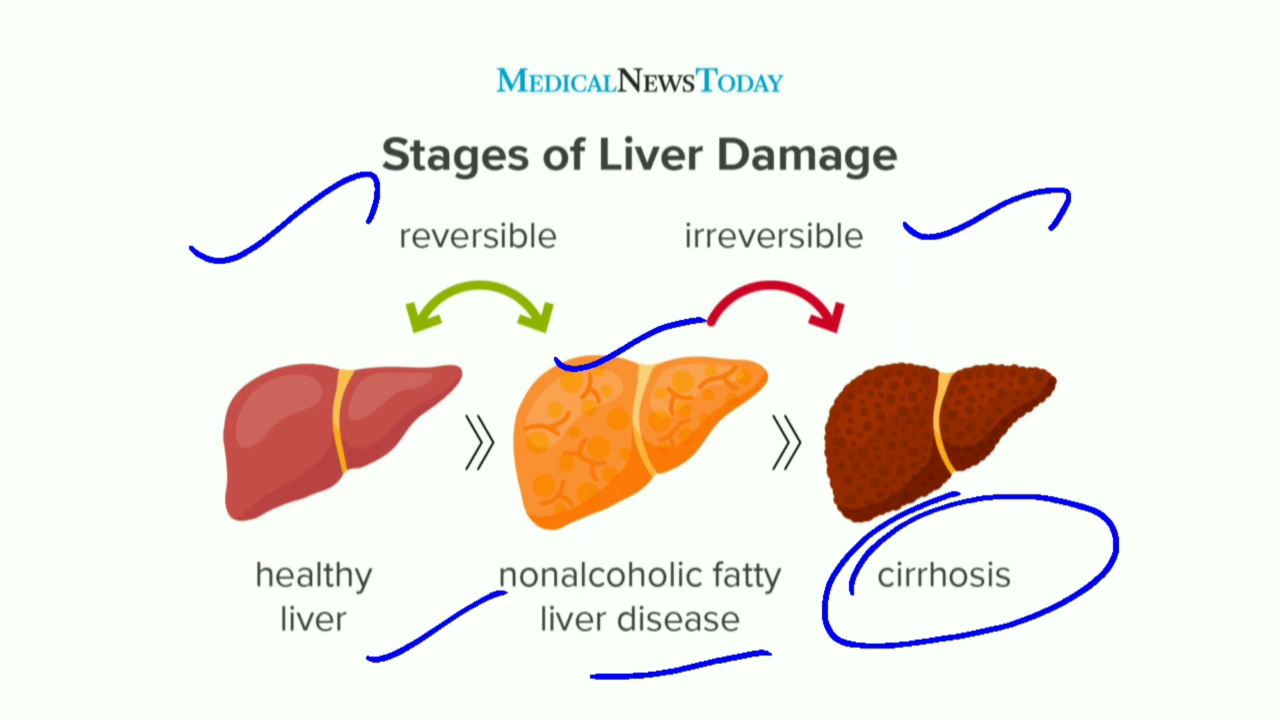 MEDICALNEWSTODAY
Stages of Liver Damage
reversible
irreversible
healthy
liver
nonalcoholic fatty
liver disease
cirrhosis